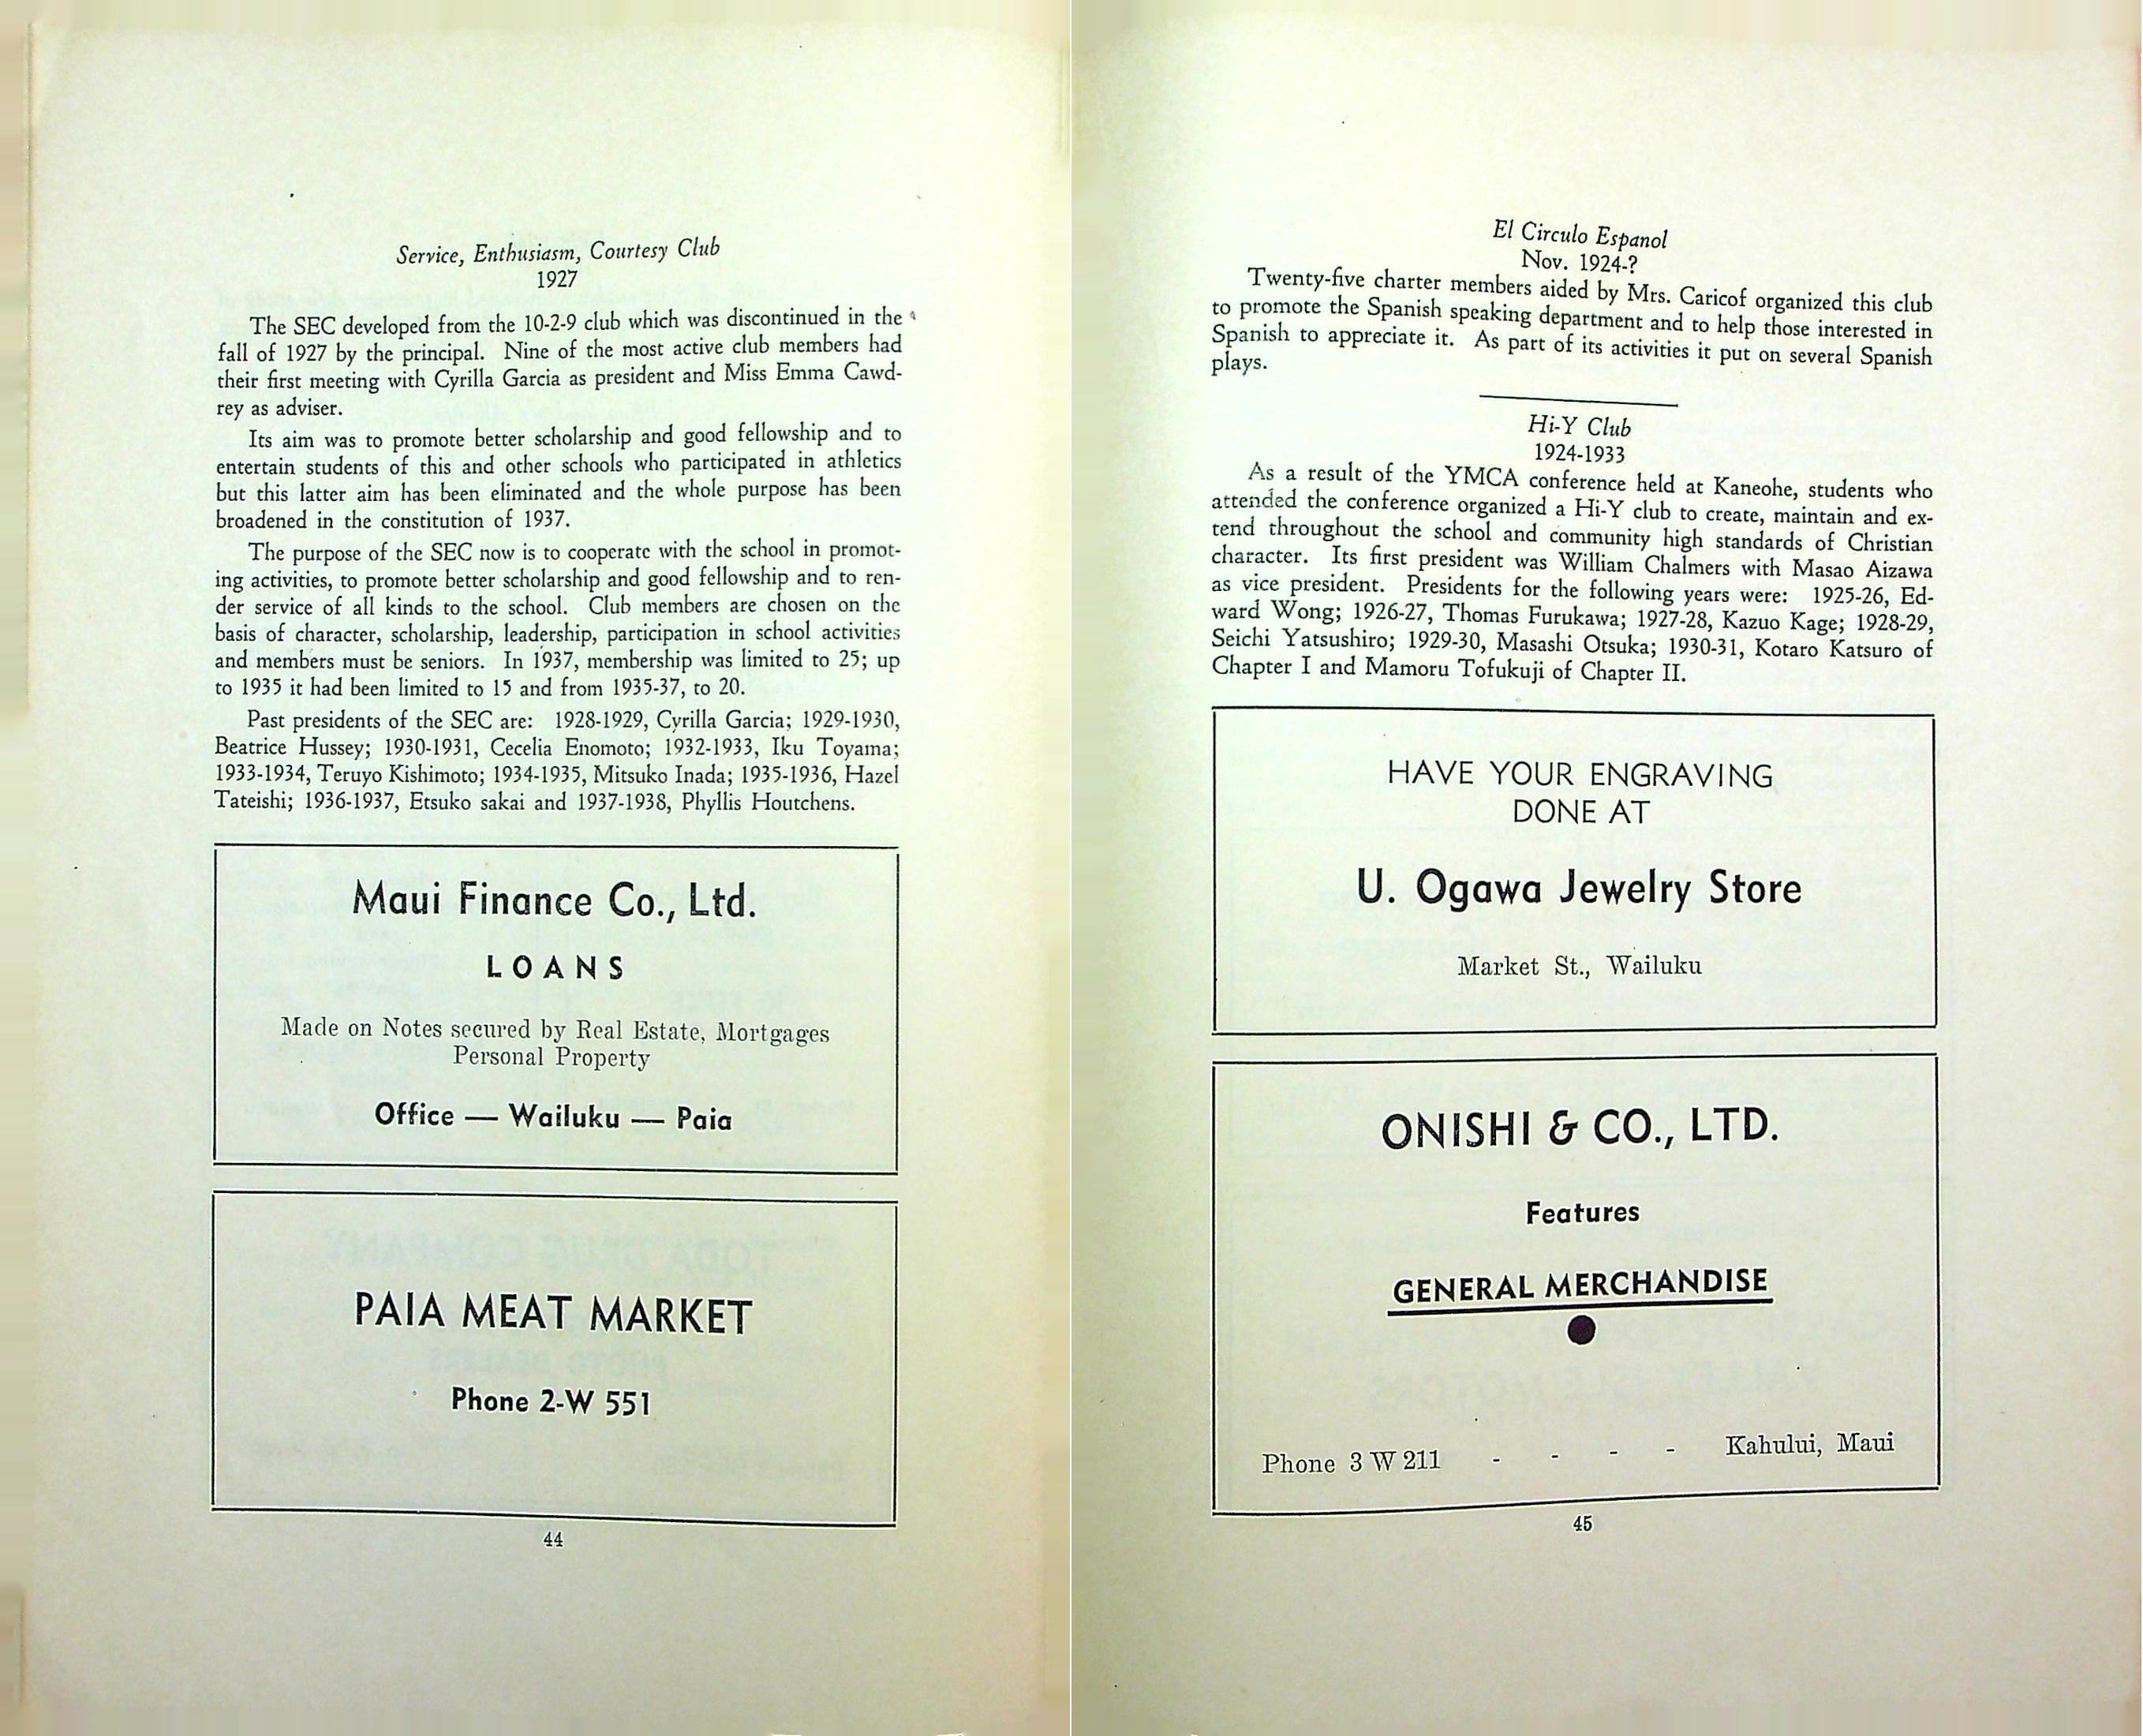 Service, Enthusiasm, Courtesy Club
1927
The SEC developed from the 10-2-9 club which was discontinued in the
fall of 1927 by the principal. Nine of the most active club members had
their first meeting with Cyrilla Garcia as president and Miss Emma Cawd-
rey as adviser.
Its aim was to promote better scholarship and good fellowship and to
entertain students of this and other schools who participated in athletics
but this latter aim has been eliminated and the whole purpose has been
broadened in the constitution of 1937.
The purpose of the SEC now is to cooperate with the school in promot-
ing activities, to promote better scholarship and good fellowship and to ren-
der service of all kinds to the school. Club members are chosen on the
basis of character, scholarship, leadership, participation in school activities
and members must be seniors. In 1937, membership was limited to 25; up
to 1935 it had been limited to 15 and from 1935-37, to 20.
Past presidents of the SEC are: 1928-1929, Cyrilla Garcia; 1929-1930,
Beatrice Hussey; 1930-1931, Cecelia Enomoto; 1932-1933, Iku Toyama;
1933-1934, Teruyo Kishimoto; 1934-1935, Mitsuko Inada; 1935-1936, Hazel
Tateishi; 1936-1937, Etsuko sakai and 1937-1938, Phyllis Houtchens.
Maui Finance Co., Ltd.
LOANS
Made on Notes secured by Real Estate, Mortgages
Personal Property
Office — Wailuku — Paia
PAIA MEAT MARKET
Phone 2-W 551
44
El Circulo Espanol
Nov. 1924-?
Twenty-five charter members aided by Mrs. Caricof organized this club
to promote the Spanish speaking department and to help those interested in
Spanish to appreciate it. As part of its activities it put on several Spanish
plays.
Hi-Y Club
1924-1933
As a result of the YMCA conference held at Kaneohe, students who
attended the conference organized a Hi-Y club to create, maintain and ex-
tend throughout the school and community high standards of Christian
character. Its first president was William Chalmers with Masao Aizawa
as vice president. Presidents for the following years were: 1925-26, Ed-
ward Wong; 1926-27, Thomas Furukawa; 1927-28, Kazuo Kage; 1928-29,
Seichi Yatsushiro; 1929-30, Masashi Otsuka; 1930-31, Kotaro Katsuro of
Chapter I and Mamoru Tofukuji of Chapter II.
HAVE YOUR ENGRAVING
DONE AT
U. Ogawa Jewelry Store
Market St., Wailuku
ONISHI & CO., LTD.
Features
GENERAL MERCHANDISE
Phone 3 W 211 - - - - Kahului, Maui
45